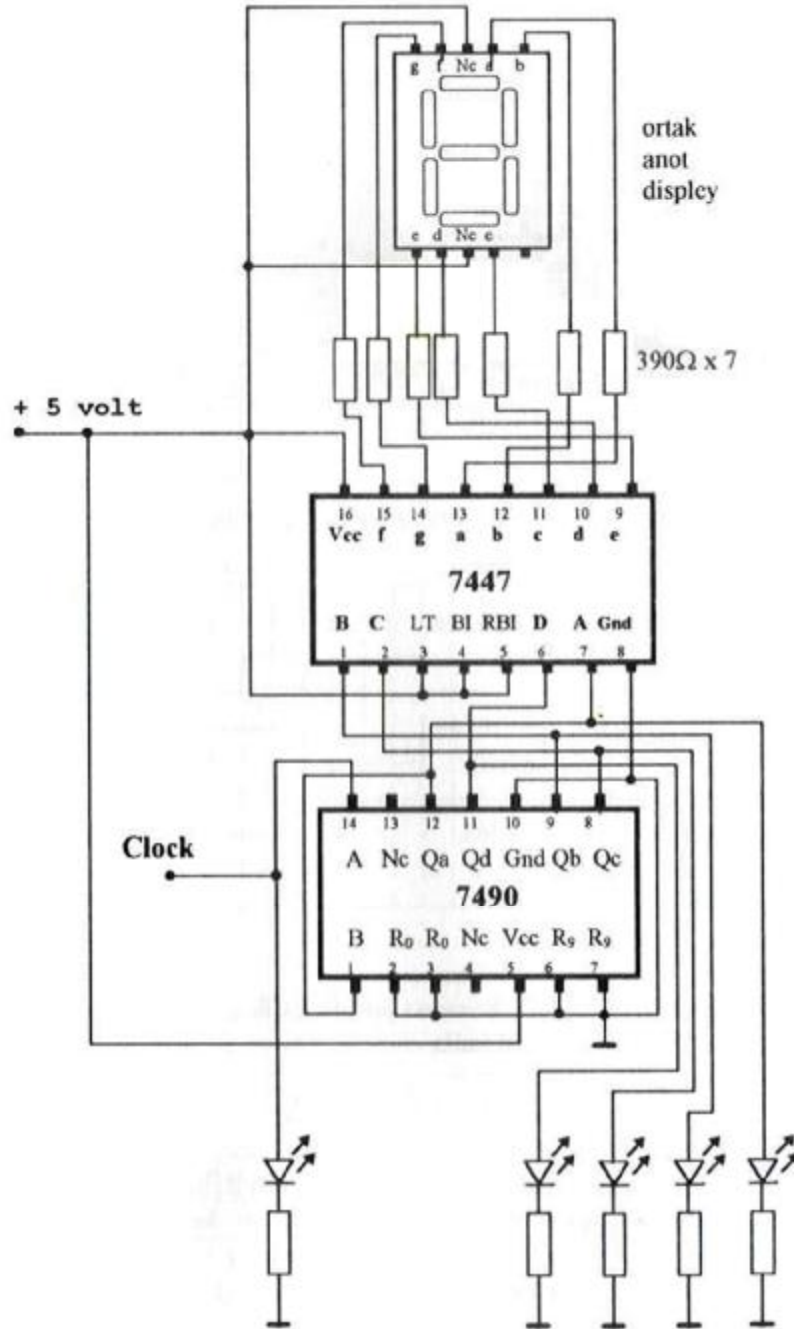 g f Nc a b
ortak
anot
displey
e d Nc c
390Ω x 7
+ 5 volt
16 15 14 13 12 11 10 9
Vcc f g a b c d e
7447
B C LT BI RBI D A Gnd
1 2 3 4 5 6 7 8
14 13 12 11 10 9 8
Clock
A Nc Qa Qd Gnd Qb Qc
7490
B R₀ R₀ Nc Vcc R₉ R₉
1 2 3 4 5 6 7